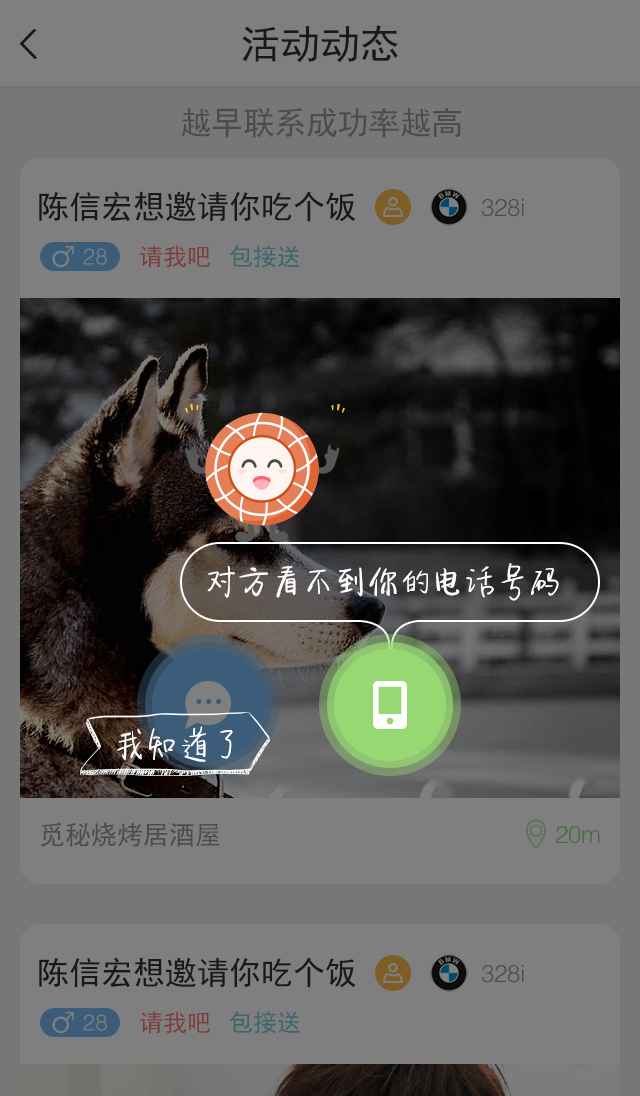 活动动态
越早联系成功率越高
陈信宏想邀请你吃个饭 BMW 328i
28 请我吧 包接送
对方看不到你的电话号码
我知道了
觅秘烧烤居酒屋 20m
陈信宏想邀请你吃个饭 BMW 328i
28 请我吧 包接送